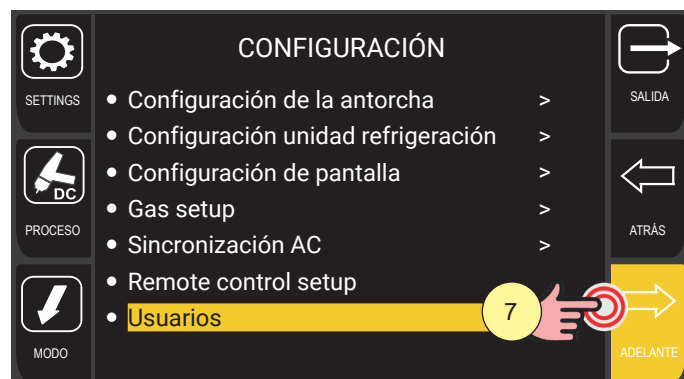 CONFIGURACIÓN
SETTINGS
SALIDA
• Configuración de la antorcha >
• Configuración unidad refrigeración >
• Configuración de pantalla >
DC
PROCESO
ATRÁS
• Gas setup >
• Sincronización AC >
• Remote control setup
• Usuarios
7
MODO
ADELANTE